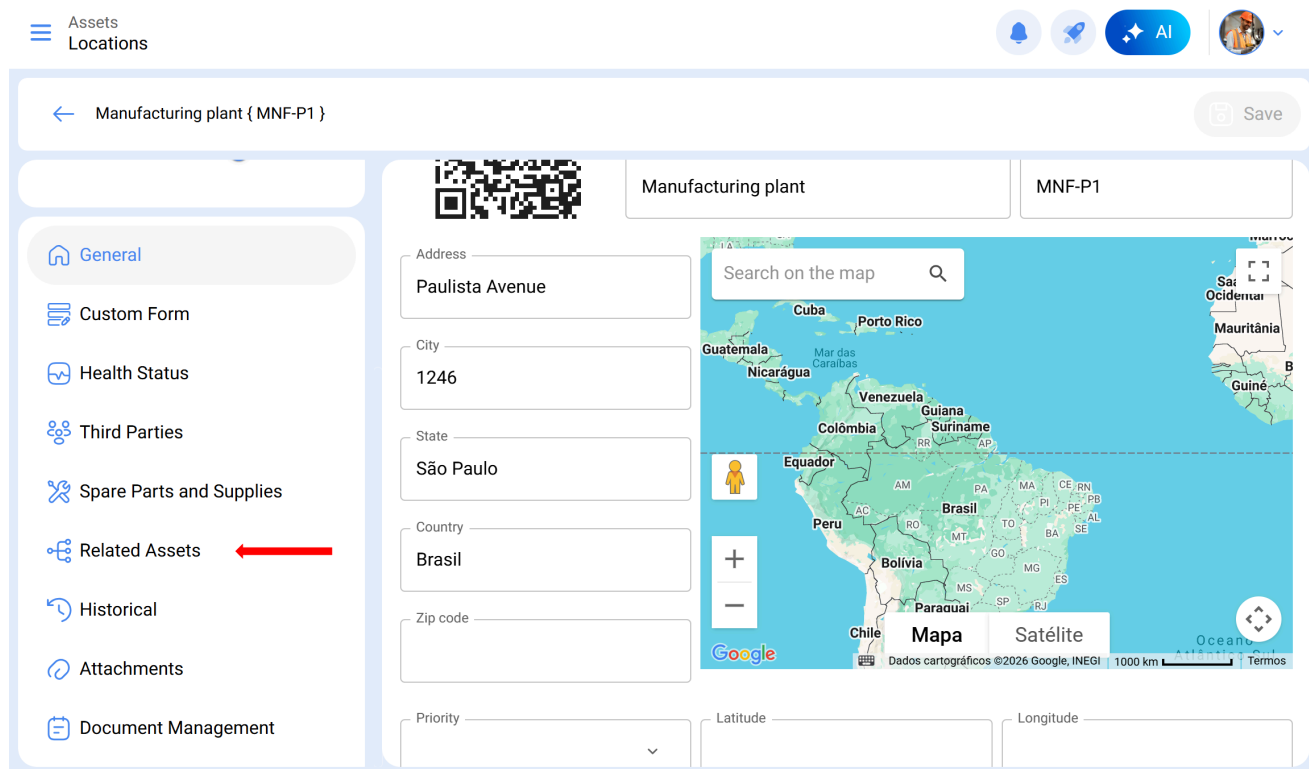 Assets
Locations
AI
Manufacturing plant { MNF-P1 }
Save
Manufacturing plant
MNF-P1
General
Custom Form
Health Status
Third Parties
Spare Parts and Supplies
Related Assets
Historical
Attachments
Document Management
Address
Paulista Avenue
City
1246
State
São Paulo
Country
Brasil
Zip code
Priority
Latitude
Longitude
Search on the map
Cuba
Porto Rico
Guatemala
Mar das
Caraíbas
Nicarágua
Venezuela
Guiana
Suriname
Colômbia
RR
AP
Equador
AM
PA
MA
CE
RN
PB
PI
PE
AL
SE
AC
Brasil
TO
BA
Peru
RO
MT
GO
Bolívia
MG
ES
MS
SP
RJ
Paraguai
Chile
Ocidental
Mauritânia
Guiné
Mapa
Satélite
Oceano
Atlântico Sul
Google
Dados cartográficos ©2026 Google, INEGI
1000 km
Termos